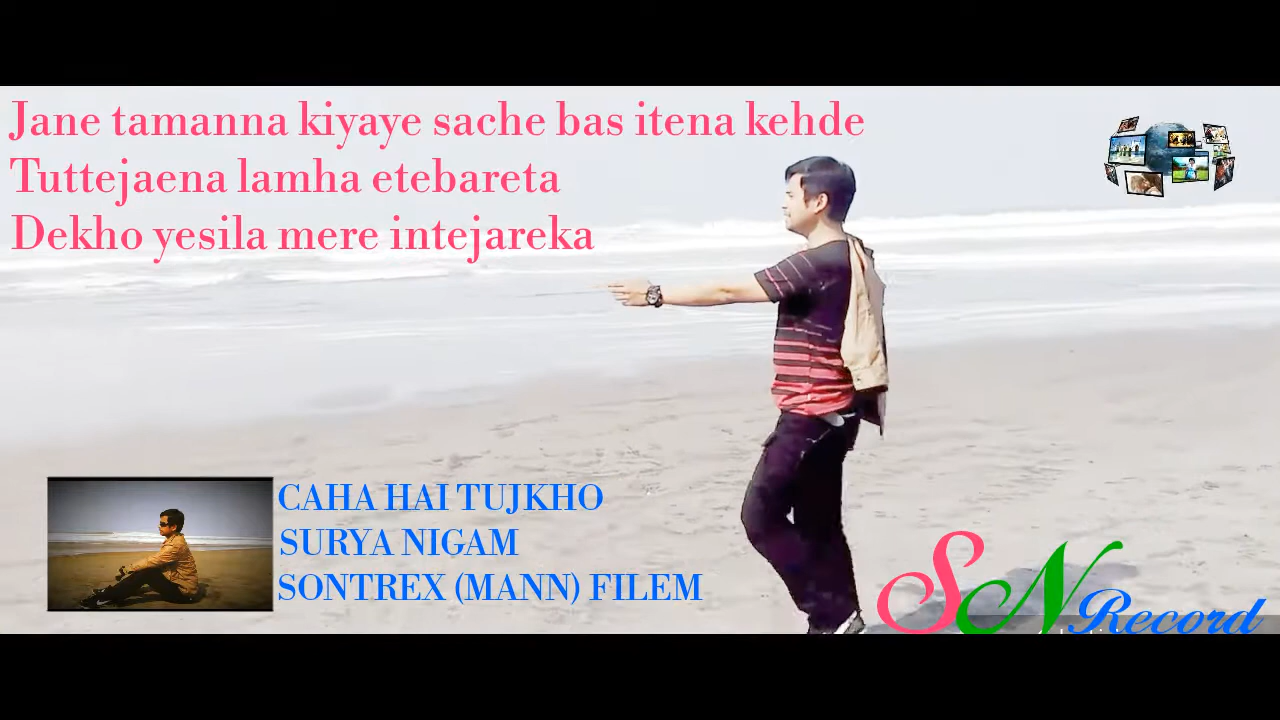 Jane tamanna kiyaye sache bas itena kehde
Tuttejaena lamha etebareta
Dekho yesila mere intejareka
CAHA HAI TUJKHO
SURYA NIGAM
SONTREX (MANN) FILEM
SN Record